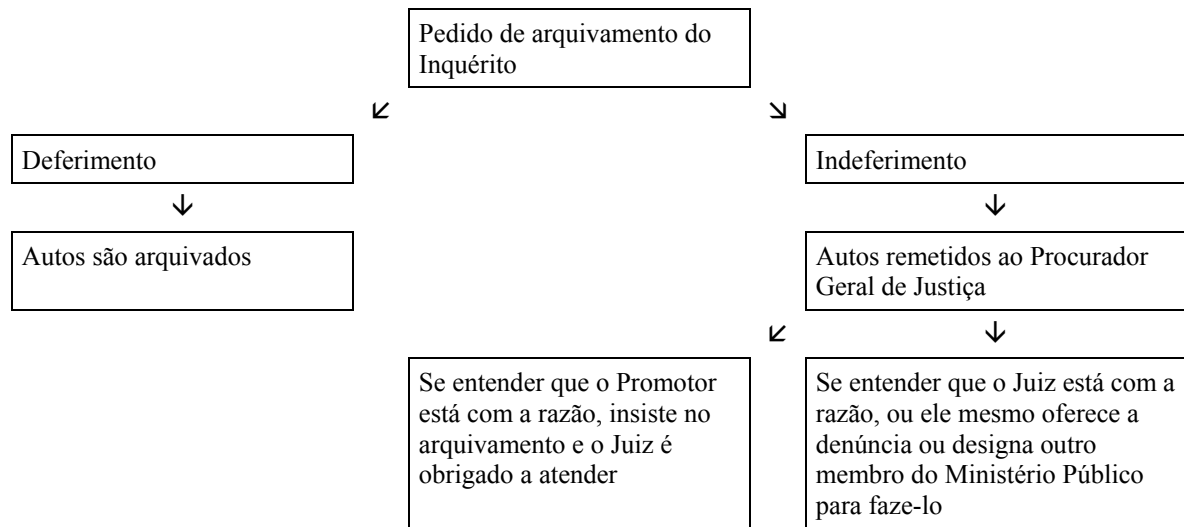 Pedido de arquivamento do
Inquérito
Deferimento
Indeferimento
Autos são arquivados
Autos remetidos ao Procurador
Geral de Justiça
Se entender que o Promotor
está com a razão, insiste no
arquivamento e o Juiz é
obrigado a atender
Se entender que o Juiz está com a
razão, ou ele mesmo oferece a
denúncia ou designa outro
membro do Ministério Público
para faze-lo